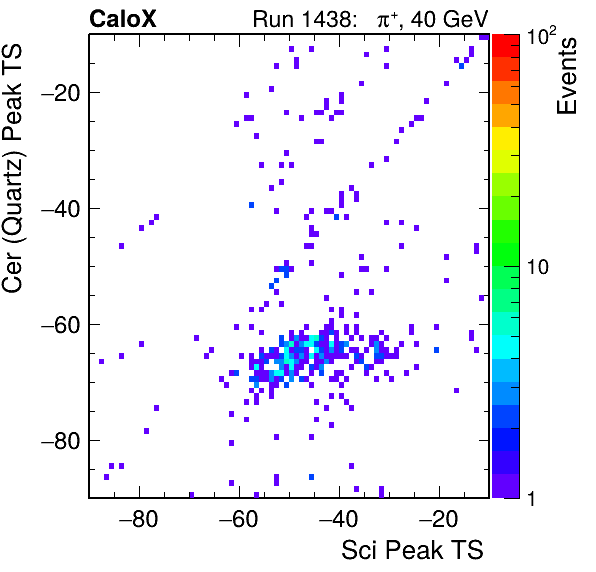 CaloX Run 1438: π⁺, 40 GeV
Cer (Quartz) Peak TS
−20
−40
−60
−80
−80 −60 −40 −20
Sci Peak TS
10²
10
1
Events